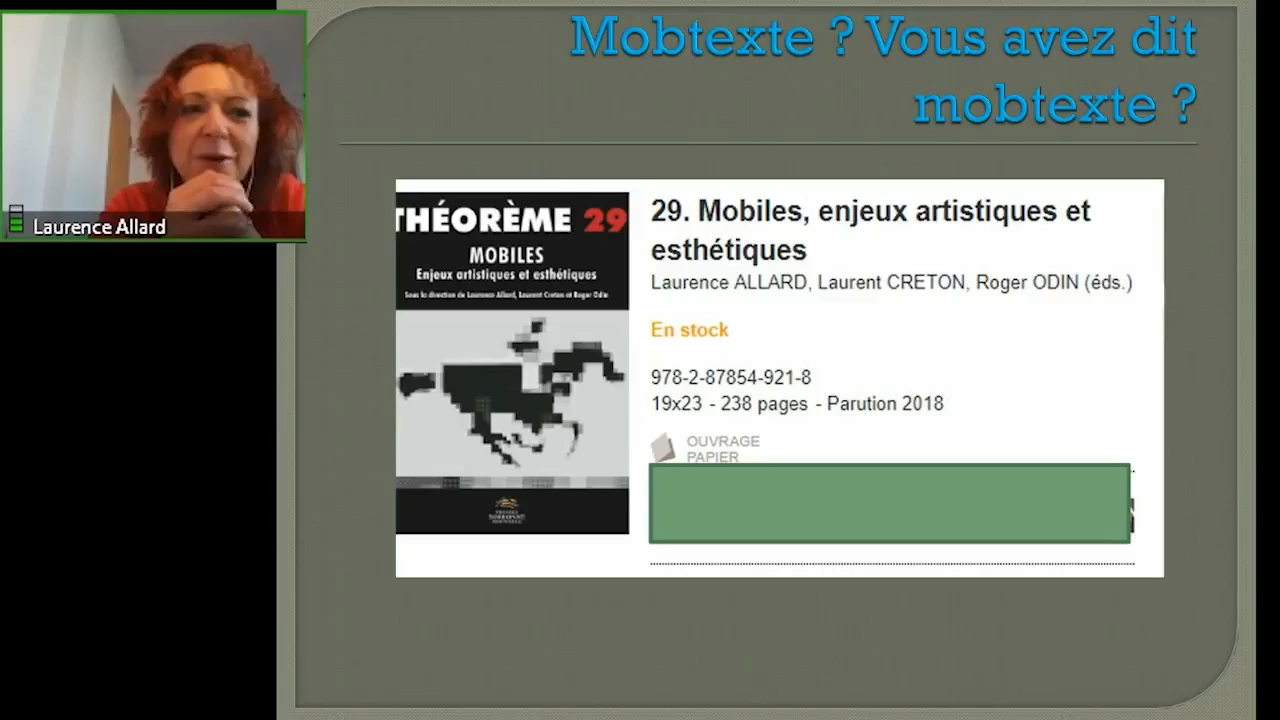 Mobtexte ? Vous avez dit
mobtexte ?
Laurence Allard
THÉORÈME 29
MOBILES
Enjeux artistiques et esthétiques
Sous la direction de Laurence Allard, Laurent Creton et Roger Odin
29. Mobiles, enjeux artistiques et
esthétiques
Laurence ALLARD, Laurent CRETON, Roger ODIN (éds.)
En stock
978-2-87854-921-8
19x23 - 238 pages - Parution 2018
OUVRAGE
PAPIER